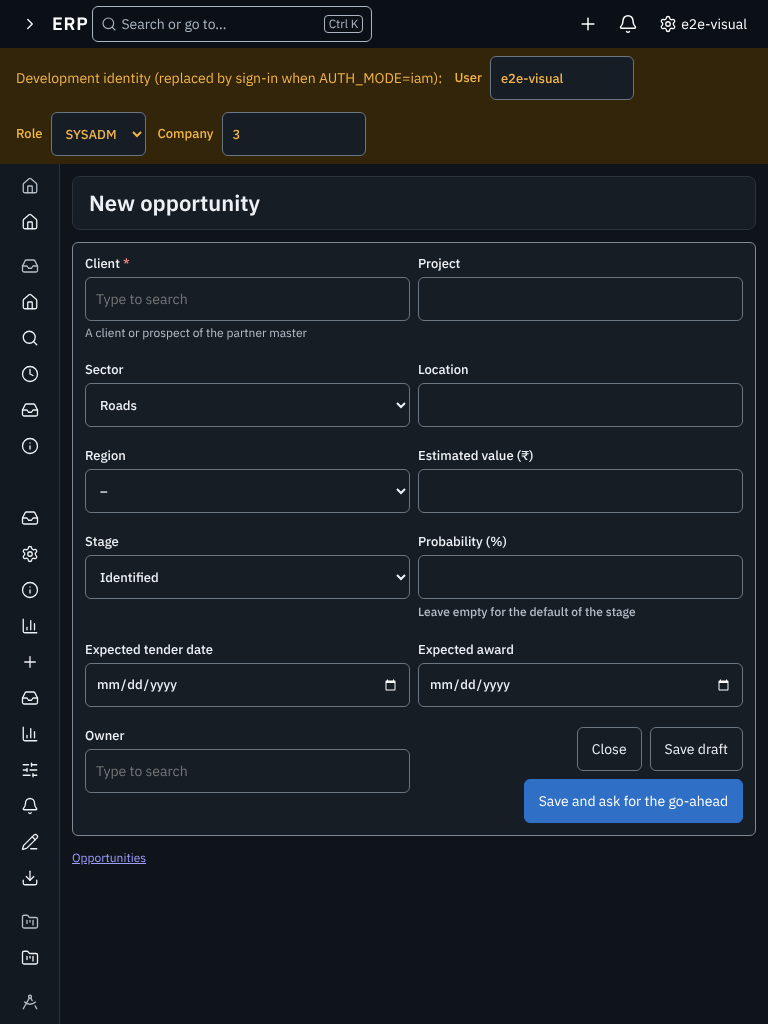 ERP
Search or go to...
Ctrl K
e2e-visual
Development identity (replaced by sign-in when AUTH_MODE=iam):
User
e2e-visual
Role
SYSADM
Company
3
New opportunity
Client *
Project
Type to search
A client or prospect of the partner master
Sector
Location
Roads
Region
Estimated value (₹)
–
Stage
Probability (%)
Identified
Leave empty for the default of the stage
Expected tender date
Expected award
mm/dd/yyyy
mm/dd/yyyy
Owner
Type to search
Close
Save draft
Save and ask for the go-ahead
Opportunities